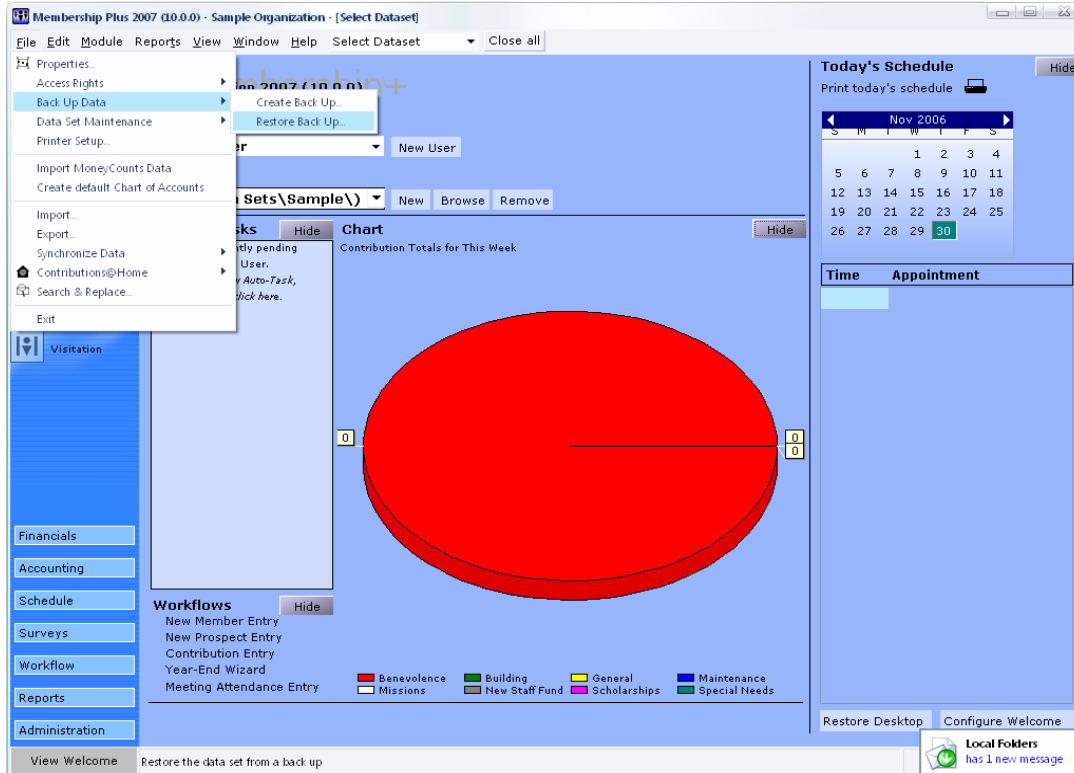 Membership Plus 2007 (10.0.0) - Sample Organization - [Select Dataset]
File Edit Module Reports View Window Help Select Dataset Close all
Properties...
Access Rights
Back Up Data
Data Set Maintenance
Printer Setup...
Import MoneyCounts Data
Create default Chart of Accounts
Import...
Export...
Synchronize Data
Contributions@Home
Search & Replace...
Exit
Create Back Up...
Restore Back Up...
2007 (10.0.0)
New User
Sets\Sample\)
New Browse Remove
Hide
pending
User.
Auto-Task,
click here.
Chart
Hide
Contribution Totals for This Week
0
0
0
Benevolence Building General Maintenance
Missions New Staff Fund Scholarships Special Needs
Visitation
Financials
Accounting
Schedule
Surveys
Workflow
Reports
Administration
View Welcome
Workflows
Hide
New Member Entry
New Prospect Entry
Contribution Entry
Year-End Wizard
Meeting Attendance Entry
Today's Schedule
Hide
Print today's schedule
Nov 2006
S M T W T F S
1 2 3 4
5 6 7 8 9 10 11
12 13 14 15 16 17 18
19 20 21 22 23 24 25
26 27 28 29 30
Time Appointment
Restore Desktop Configure Welcome
Local Folders
has 1 new message
Restore the data set from a back up